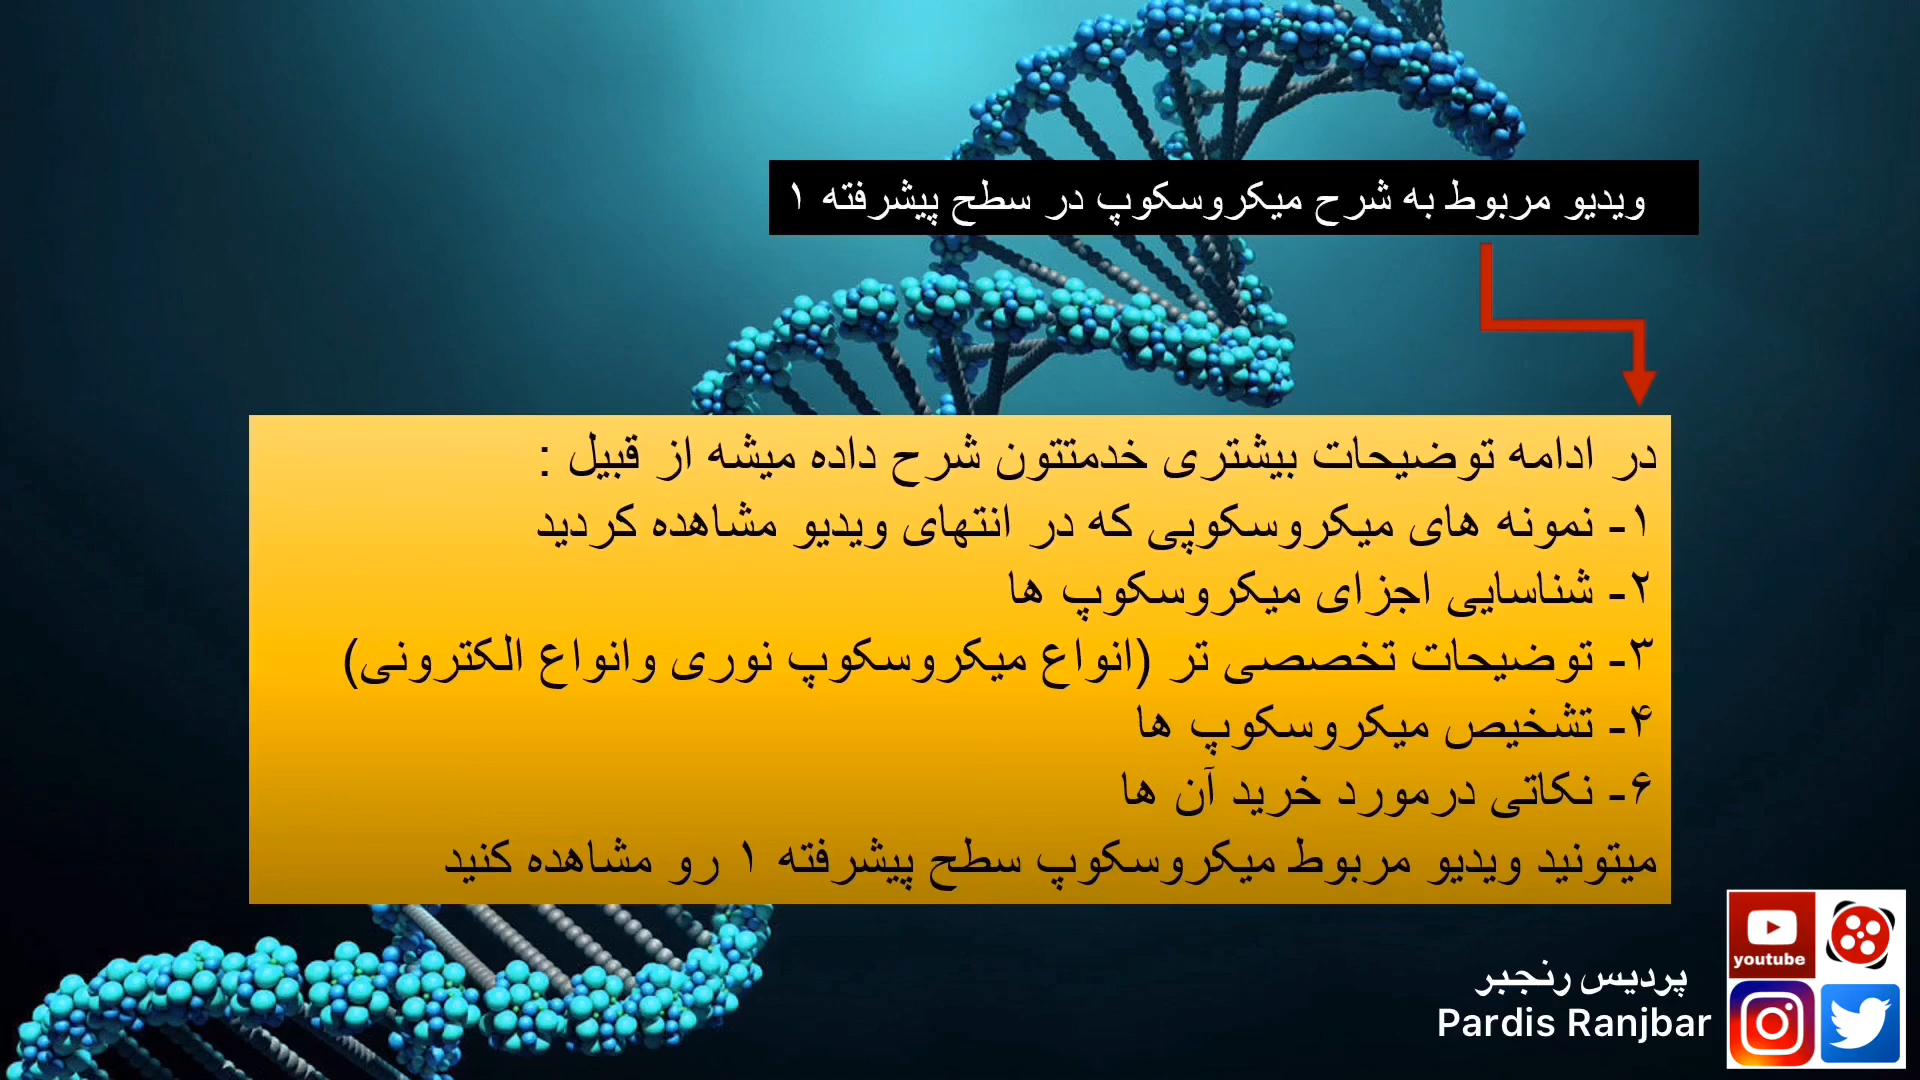 ویدیو مربوط به شرح میکروسکوپ در سطح پیشرفته ۱
در ادامه توضیحات بیشتری خدمتتون شرح داده میشه از قبیل :
۱- نمونه های میکروسکوپی که در انتهای ویدیو مشاهده کردید
۲- شناسایی اجزای میکروسکوپ ها
۳- توضیحات تخصصی تر (انواع میکروسکوپ نوری وانواع الکترونی)
۴- تشخیص میکروسکوپ ها
۶- نکاتی درمورد خرید آن ها
میتونید ویدیو مربوط میکروسکوپ سطح پیشرفته ۱ رو مشاهده کنید
پردیس رنجبر
Pardis Ranjbar
youtube